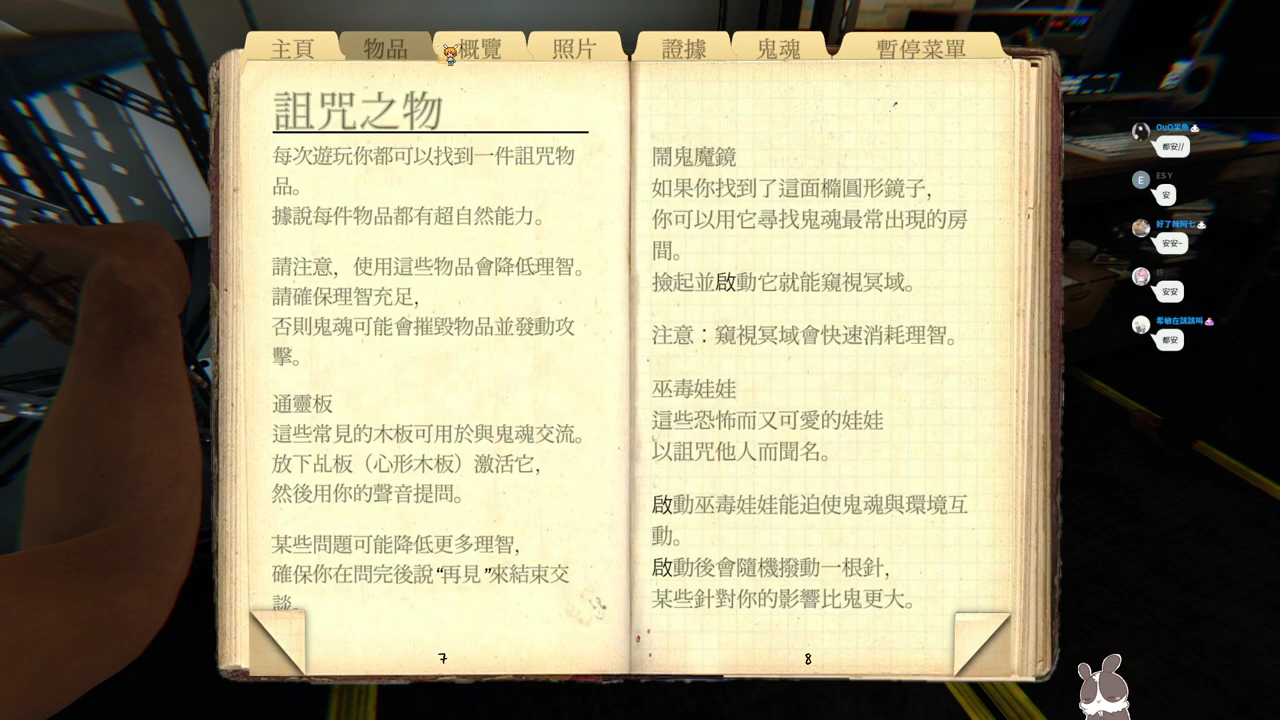 主頁
物品
概覽
照片
證據
鬼魂
暫停菜單
詛咒之物
每次遊玩你都可以找到一件詛咒物
品。
據說每件物品都有超自然能力。
請注意，使用這些物品會降低理智。
請確保理智充足，
否則鬼魂可能會摧毀物品並發動攻
擊。
通靈板
這些常見的木板可用於與鬼魂交流。
放下乩板（心形木板）激活它，
然後用你的聲音提問。
某些問題可能降低更多理智，
確保你在問完後說“再見”來結束交
談。
7
鬧鬼魔鏡
如果你找到了這面橢圓形鏡子，
你可以用它尋找鬼魂最常出現的房
間。
撿起並啟動它就能窺視冥域。
注意：窺視冥域會快速消耗理智。
巫毒娃娃
這些恐怖而又可愛的娃娃
以詛咒他人而聞名。
啟動巫毒娃娃能迫使鬼魂與環境互
動。
啟動後會隨機撥動一根針，
某些針對你的影響比鬼更大。
8
OuO呆魚
都安//
E
ES Y
安
安安~
安安
都安